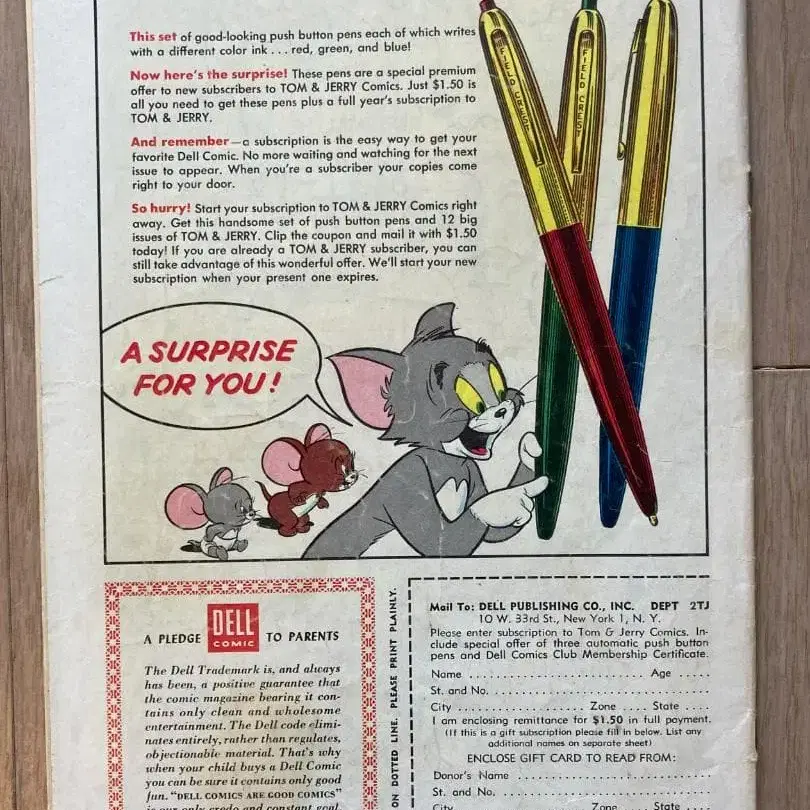 This set of good-looking push button pens each of which writes
with a different color ink . . . red, green, and blue!
Now here's the surprise! These pens are a special premium
offer to new subscribers to TOM & JERRY Comics. Just $1.50 is
all you need to get these pens plus a full year's subscription to
TOM & JERRY.
And remember—a subscription is the easy way to get your
favorite Dell Comic. No more waiting and watching for the next
issue to appear. When you're a subscriber your copies come
right to your door.
So hurry! Start your subscription to TOM & JERRY Comics right
away. Get this handsome set of push button pens and 12 big
issues of TOM & JERRY. Clip the coupon and mail it with $1.50
today! If you are already a TOM & JERRY subscriber, you can
still take advantage of this wonderful offer. We'll start your new
subscription when your present one expires.
FIELD CREST
FIELD CREST
A SURPRISE
FOR YOU!
A PLEDGE DELL COMIC TO PARENTS
The Dell Trademark is, and always
has been, a positive guarantee that
the comic magazine bearing it con-
tains only clean and wholesome
entertainment. The Dell code elimi-
nates entirely, rather than regulates,
objectionable material. That's why
when your child buys a Dell Comic
you can be sure it contains only good
fun. "DELL COMICS ARE GOOD COMICS"
is our only credo and constant goal.
ON DOTTED LINE. PLEASE PRINT PLAINLY.
Mail To: DELL PUBLISHING CO., INC. DEPT 2TJ
10 W. 33rd St., New York 1, N. Y.
Please enter subscription to Tom & Jerry Comics. In-
clude special offer of three automatic push button
pens and Dell Comics Club Membership Certificate.
Name . . . . . . . . . . . . . . . . . . . . . . . Age . . . .
St. and No. . . . . . . . . . . . . . . . . . . . . . . . . . .
City . . . . . . . . . . . . . . . . Zone . . . . State . . . .
I am enclosing remittance for $1.50 in full payment.
(If this is a gift subscription please fill in below. List any
additional names on separate sheet)
ENCLOSE GIFT CARD TO READ FROM:
Donor's Name . . . . . . . . . . . . . . . . . . . . . . . .
St. and No. . . . . . . . . . . . . . . . . . . . . . . . . . .
City . . . . . . . . . . . . . . . . Zone . . . . State . . . .